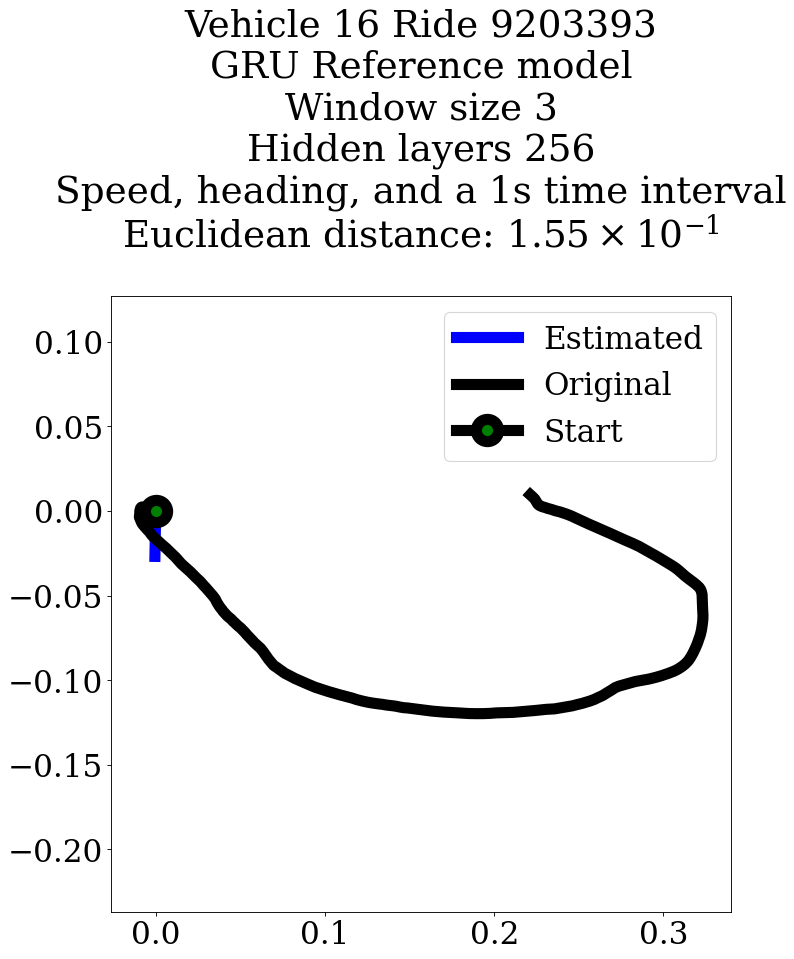 Vehicle 16 Ride 9203393
GRU Reference model
Window size 3
Hidden layers 256
Speed, heading, and a 1s time interval
Euclidean distance: 1.55 × 10⁻¹
Estimated
Original
Start
0.10
0.05
0.00
−0.05
−0.10
−0.15
−0.20
0.0 0.1 0.2 0.3